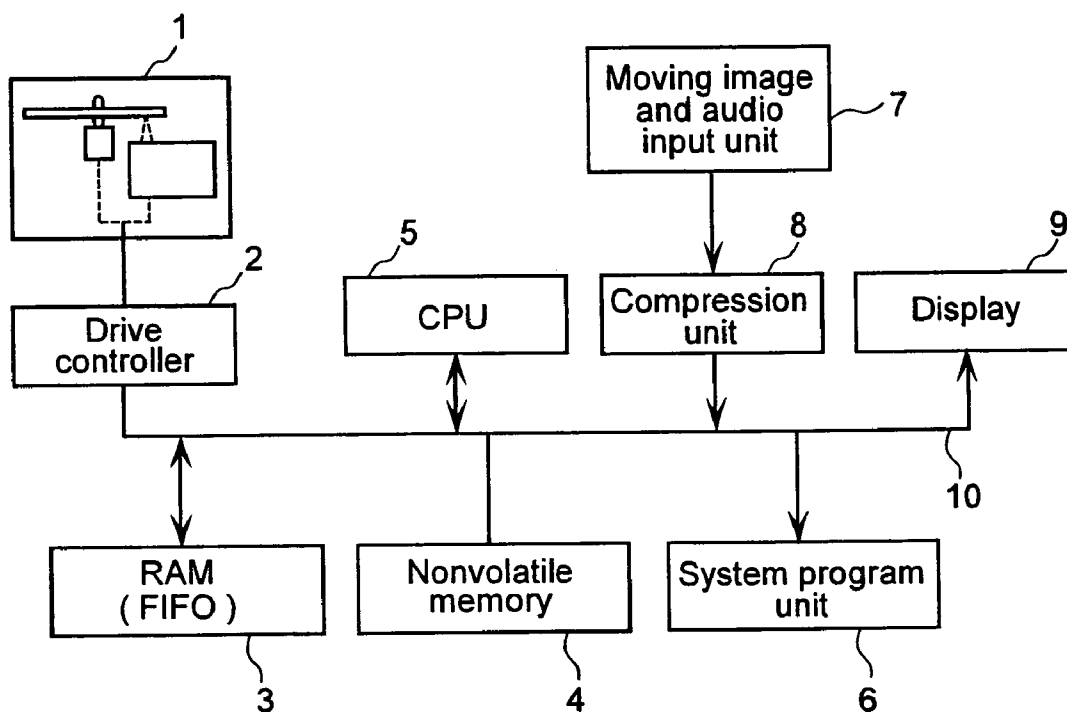 1
Moving image
and audio
input unit
7
2
5
8
9
Drive
controller
CPU
Compression
unit
Display
10
RAM
( FIFO )
Nonvolatile
memory
System program
unit
3
4
6